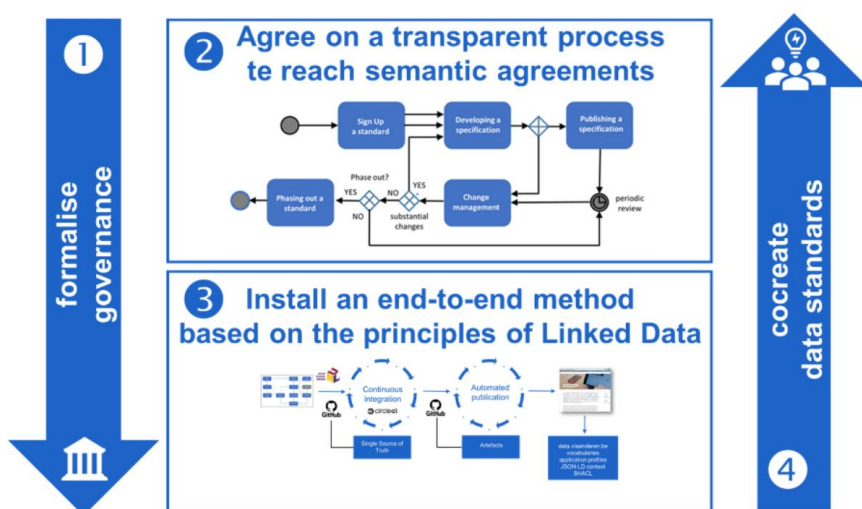 1
formalise
governance
2
Agree on a transparent process
te reach semantic agreements
Sign Up
a standard
Developing a
specification
Publishing a
specification
Phase out?
YES
NO
YES
NO
substantial
changes
Phasing out a
standard
Change
management
periodic
review
3
Install an end-to-end method
based on the principles of Linked Data
Continuous
Integration
circleci
GitHub
Single Source of
Truth
Automated
publication
GitHub
Artefacts
data.vlaanderen.be
vocabularies
application profiles
JSON-LD context
SHACL
cocreate
data standards
4